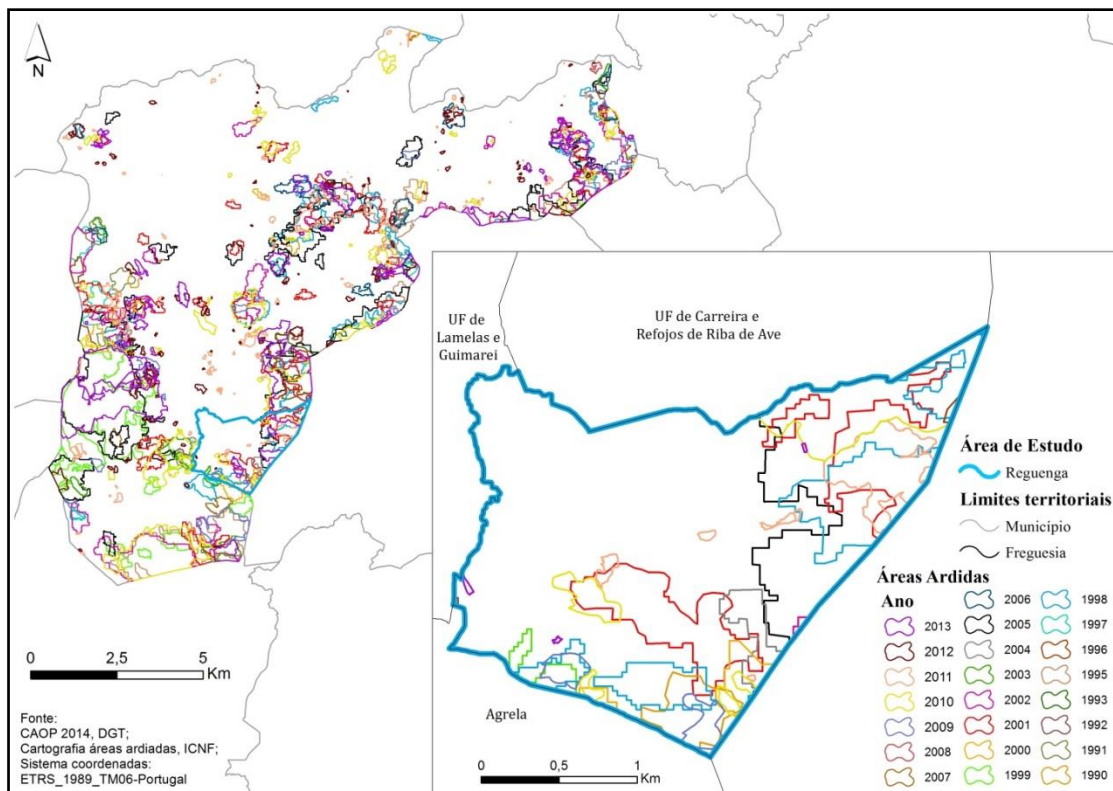 N
UF de
Lamelas e
Guimarei
UF de Carreira e
Refojos de Riba de Ave
Agrela
0 2,5 5
Km
0 0,5 1
Km
Fonte:
CAOP 2014, DGT;
Cartografia áreas ardiadas, ICNF;
Sistema coordenadas:
ETRS_1989_TM06-Portugal
Área de Estudo
Reguenga
Limites territoriais
Município
Freguesia
Áreas Ardidas
Ano
2013
2012
2011
2010
2009
2008
2007
2006
2005
2004
2003
2002
2001
2000
1999
1998
1997
1996
1995
1993
1992
1991
1990